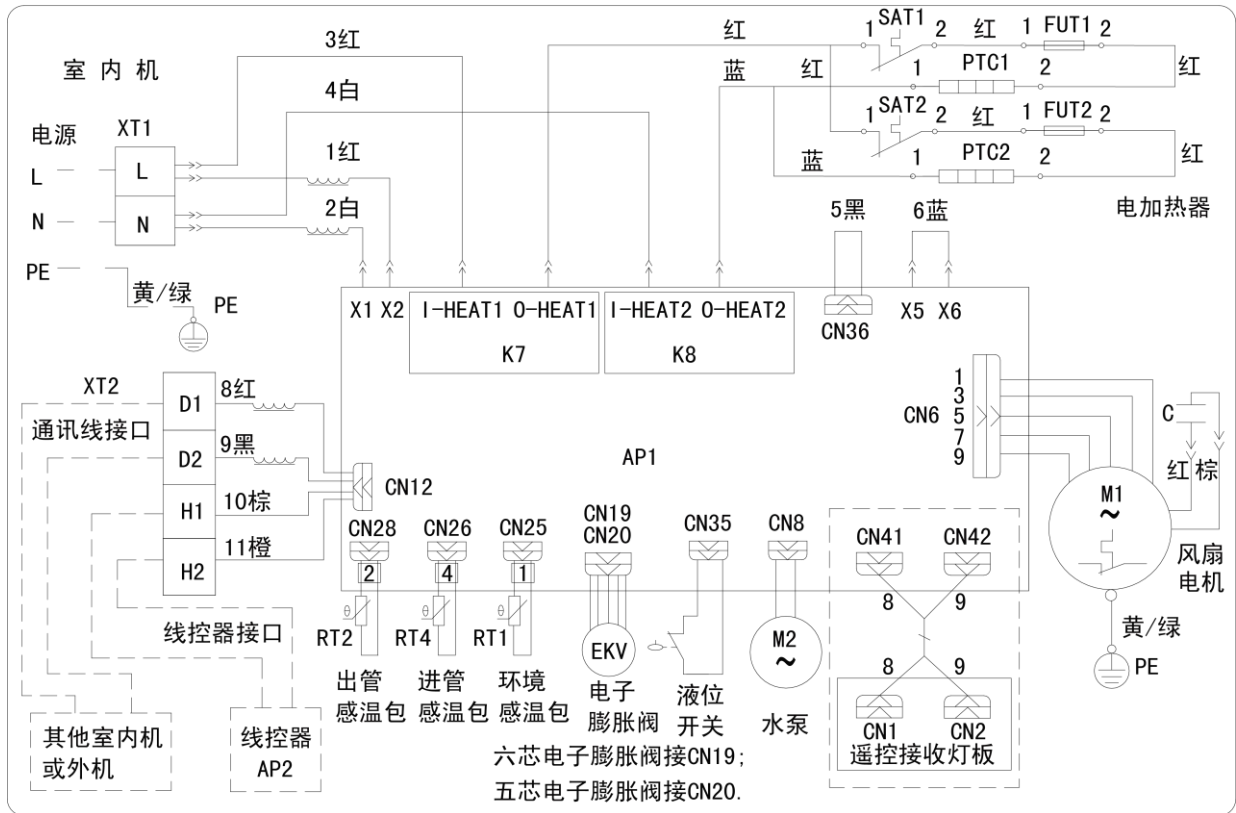 室内机
电源
XT1
L
N
L
N
PE
黄/绿
PE
3红
4白
1红
2白
红
蓝
红
1
SAT1
2
红
1
FUT1
2
1
PTC1
2
红
1
SAT2
2
红
1
FUT2
2
蓝
1
PTC2
2
红
电加热器
5黑
6蓝
X1 X2
I-HEAT1 O-HEAT1
K7
I-HEAT2 O-HEAT2
K8
CN36
X5 X6
XT2
通讯线接口
D1
D2
H1
H2
8红
9黑
10棕
11橙
CN12
AP1
CN6
1
3
5
7
9
C
红
棕
M1
~
风扇
电机
黄/绿
PE
线控器接口
其他室内机
或外机
线控器
AP2
CN28
2
θ
RT2
出管
感温包
CN26
4
θ
RT4
进管
感温包
CN25
1
θ
RT1
环境
感温包
CN19
CN20
EKV
电子
膨胀阀
CN35
液位
开关
CN8
M2
~
水泵
CN41
CN42
8
9
8
9
CN1
CN2
遥控接收灯板
六芯电子膨胀阀接CN19;
五芯电子膨胀阀接CN20.